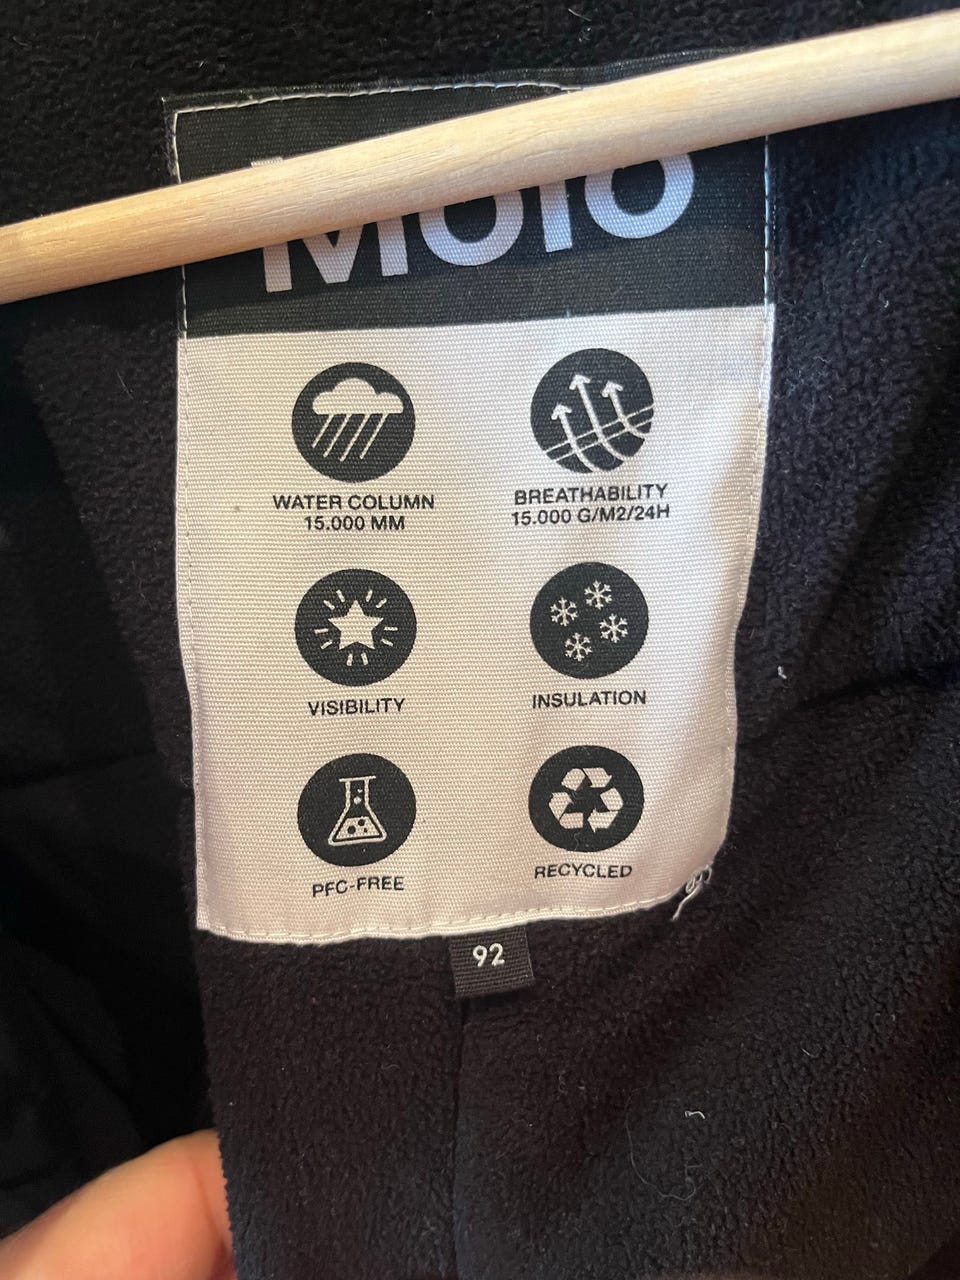 Molo
WATER COLUMN
15.000 MM
BREATHABILITY
15.000 G/M2/24H
VISIBILITY
INSULATION
PFC-FREE
RECYCLED
92